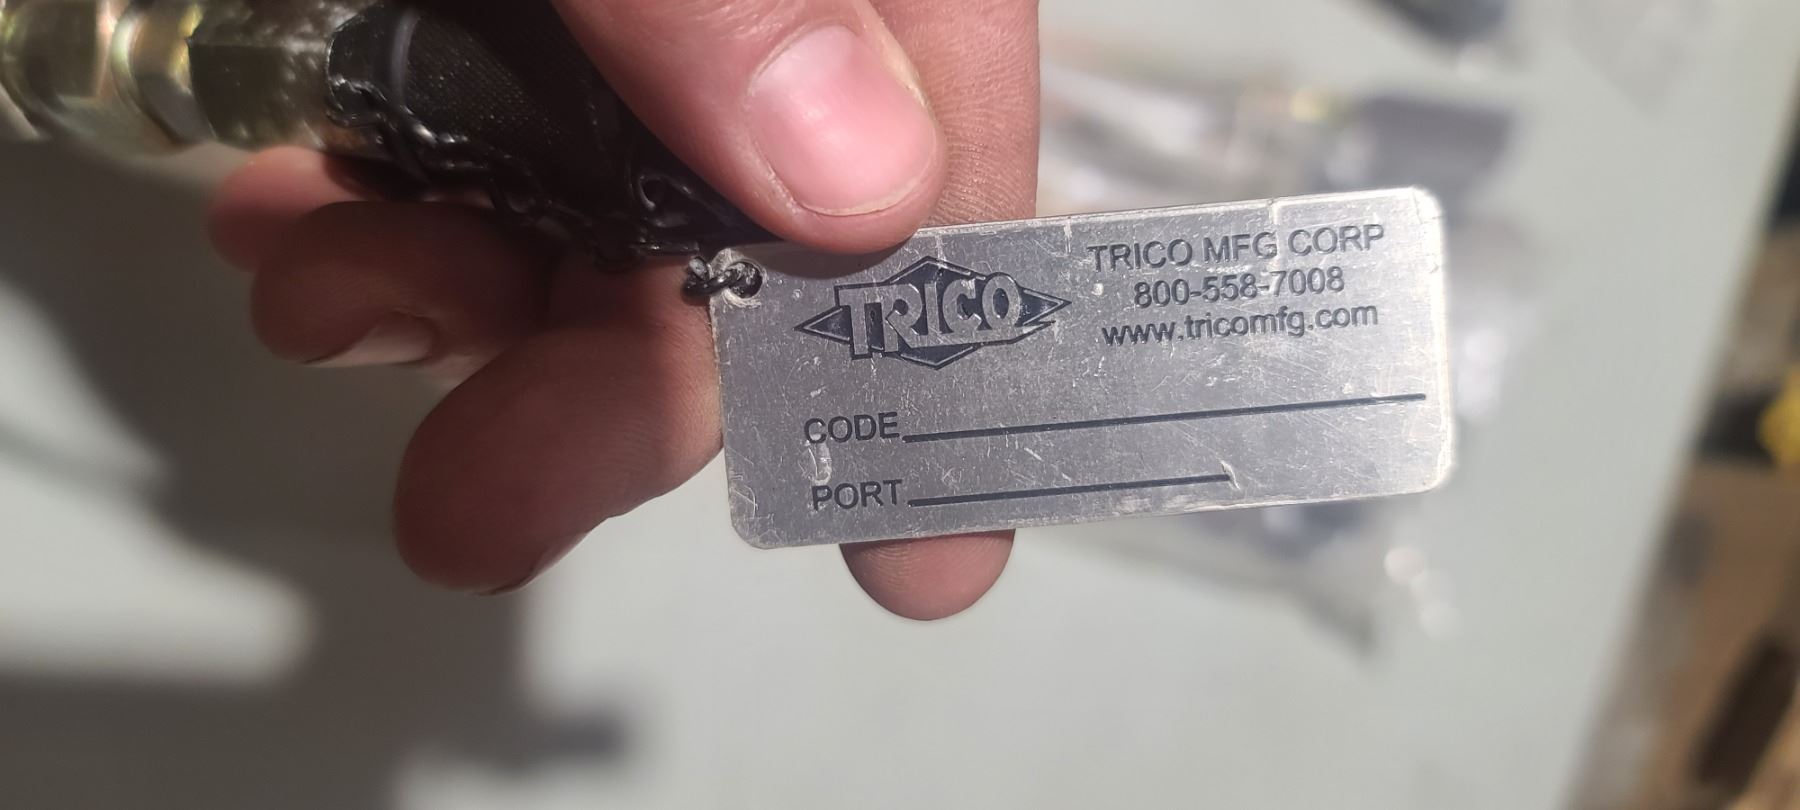 TRICO
TRICO MFG CORP
800-558-7008
www.tricomfg.com
CODE
PORT